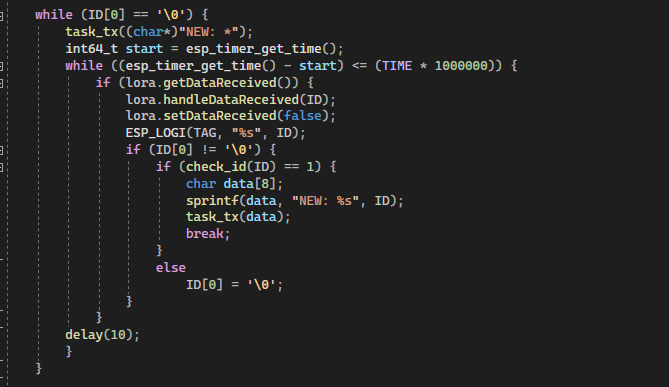 while (ID[0] == '\0') {
    task_tx((char*)"NEW: *");
    int64_t start = esp_timer_get_time();
    while ((esp_timer_get_time() - start) <= (TIME * 1000000)) {
        if (lora.getDataReceived()) {
            lora.handleDataReceived(ID);
            lora.setDataReceived(false);
            ESP_LOGI(TAG, "%s", ID);
            if (ID[0] != '\0') {
                if (check_id(ID) == 1) {
                    char data[8];
                    sprintf(data, "NEW: %s", ID);
                    task_tx(data);
                    break;
                }
                else
                    ID[0] = '\0';
            }
        }
    delay(10);
    }
}